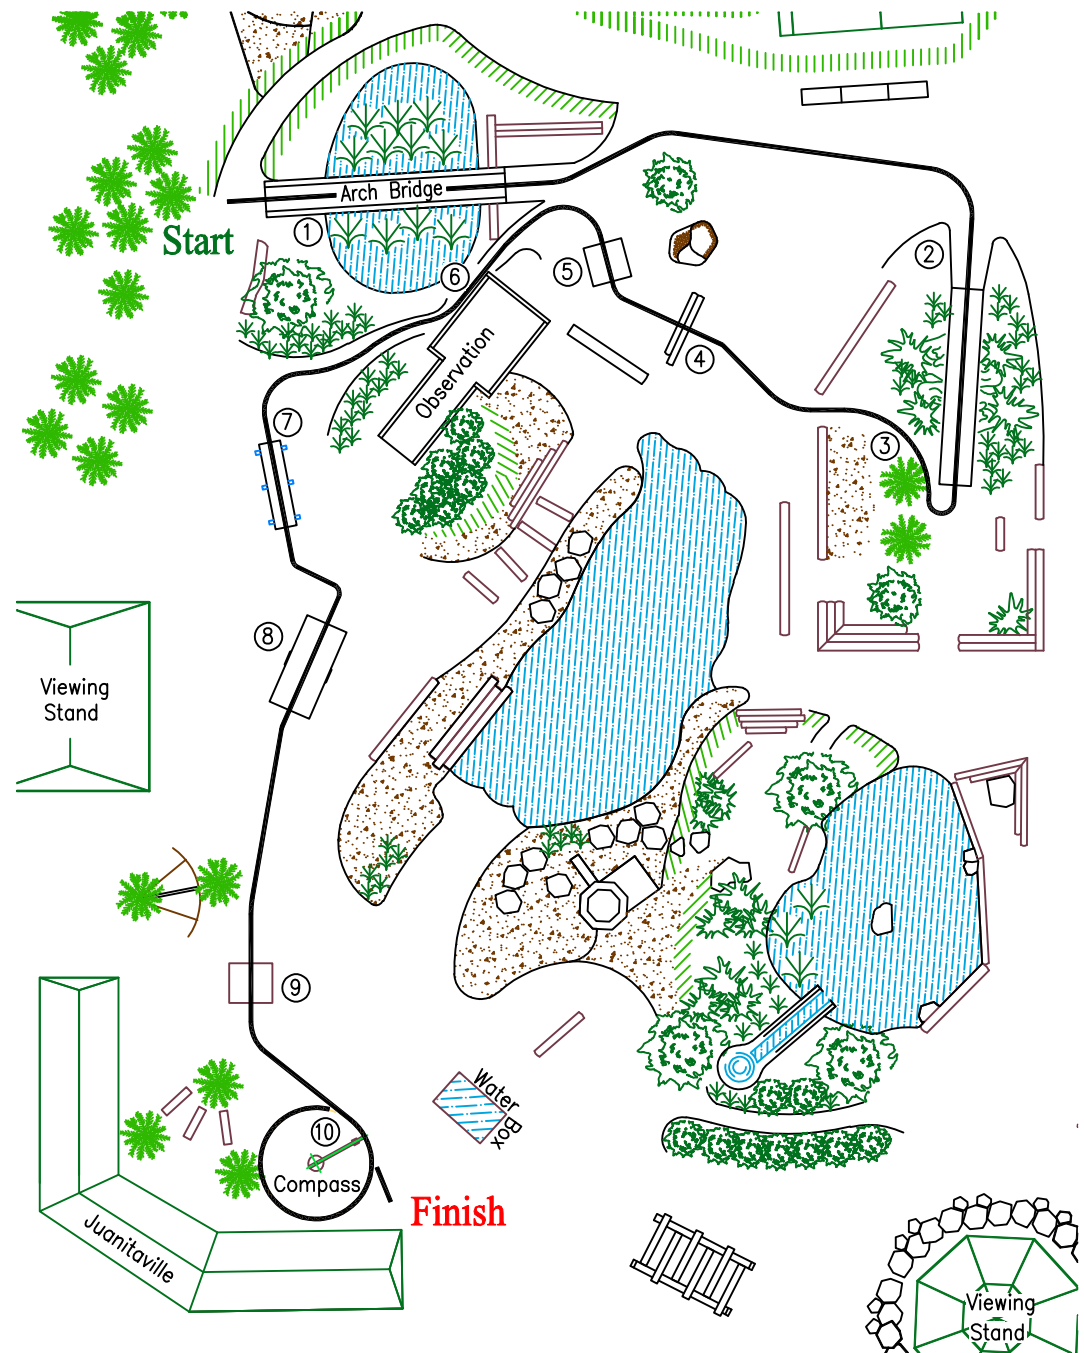 Arch Bridge
1
Start
2
6
5
4
Observation
7
3
8
Viewing
Stand
9
Water
Box
10
Compass
Finish
Juanitaville
Viewing
Stand